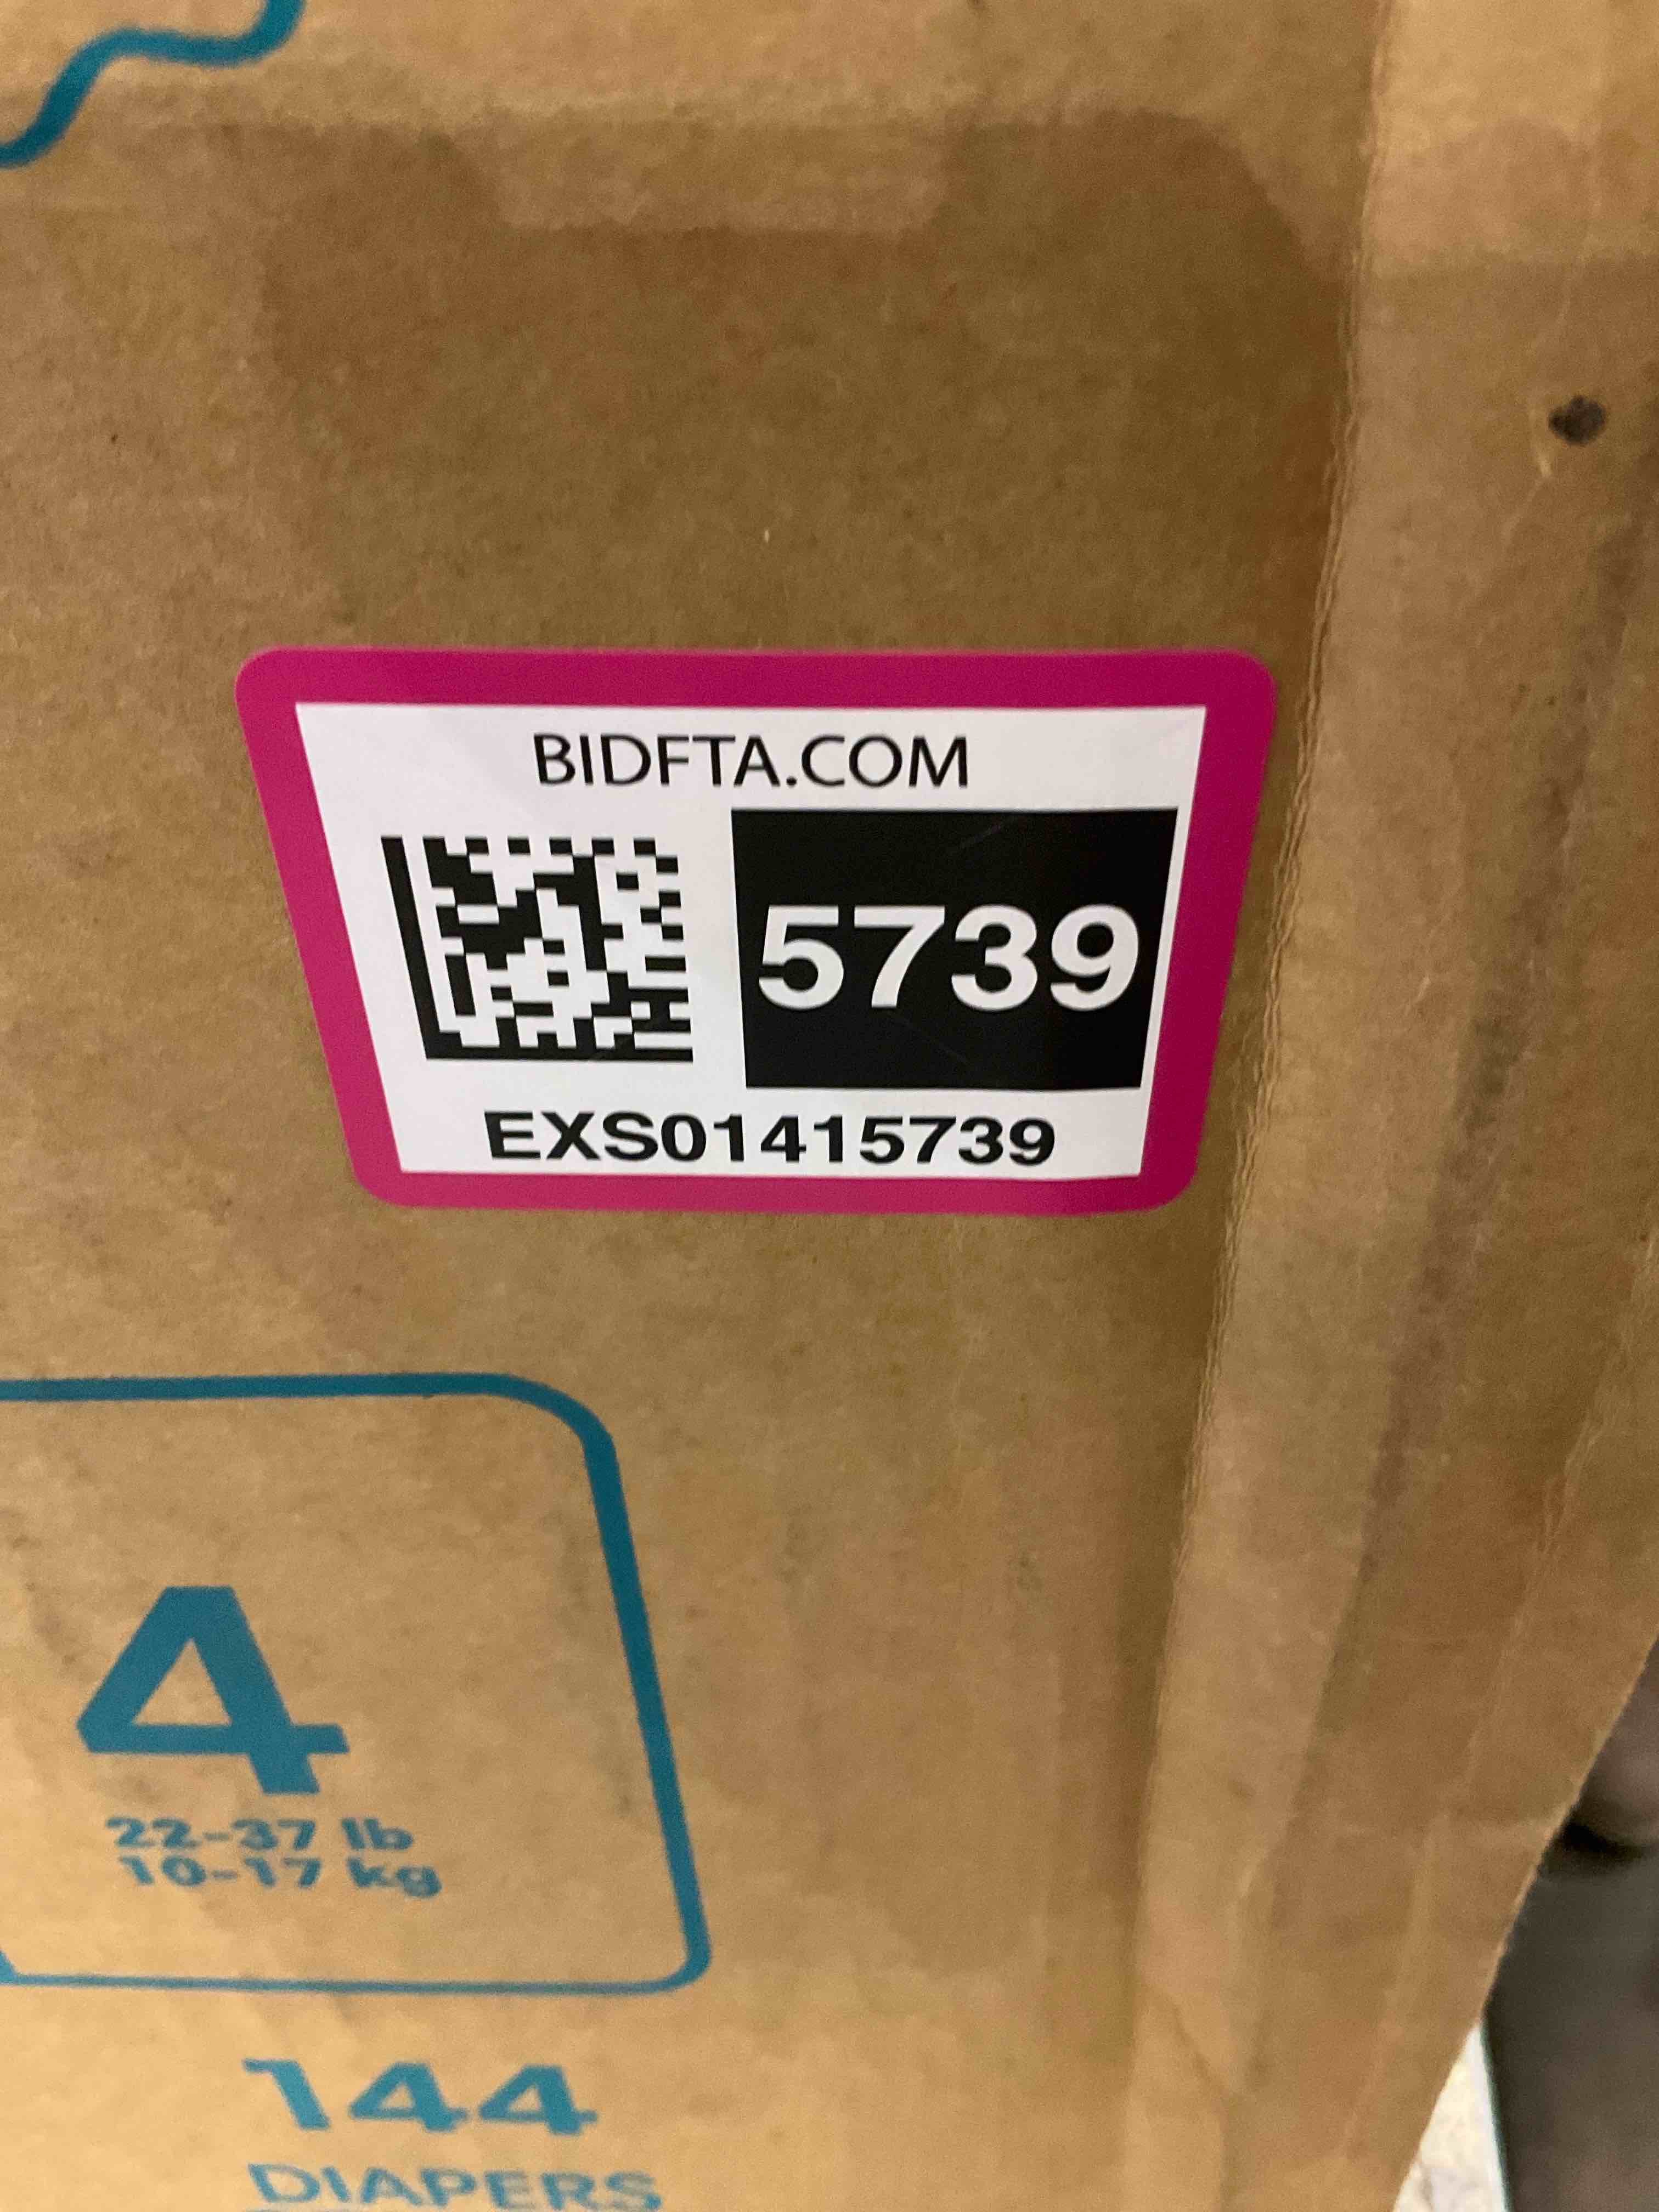 BIDFTA.COM
5739
EXS01415739
4
22-37 lb
10-17 kg
144
DIAPERS